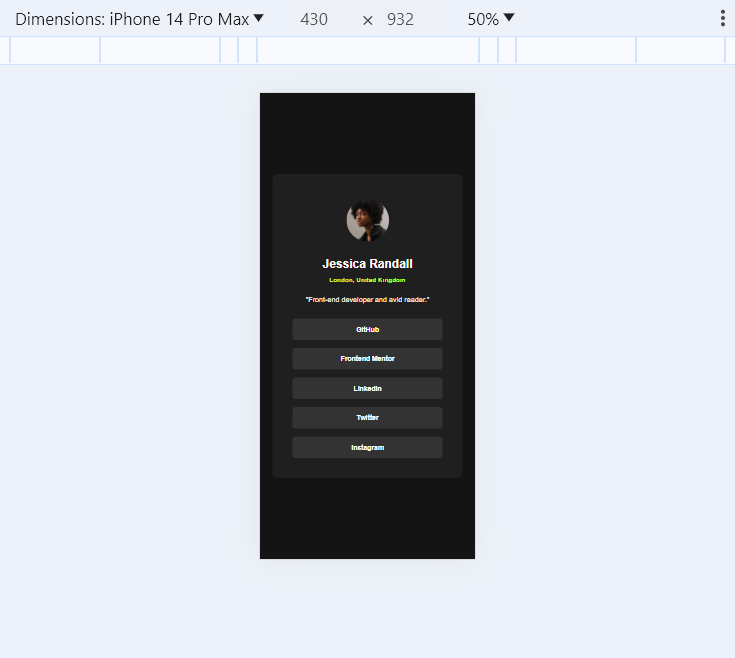 Dimensions: iPhone 14 Pro Max 430 × 932 50%
Jessica Randall
London, United Kingdom
"Front-end developer and avid reader."
GitHub
Frontend Mentor
LinkedIn
Twitter
Instagram